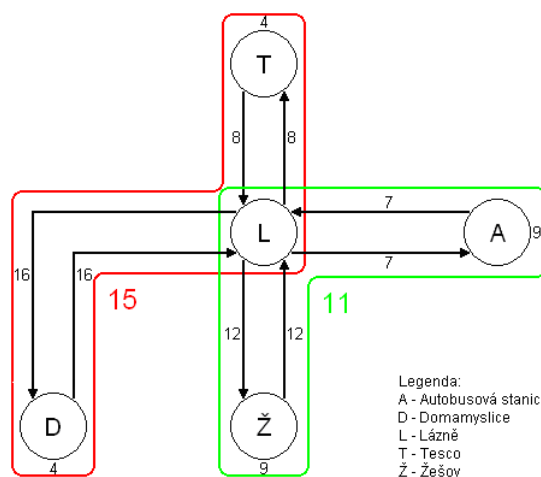 4
T
8 8
7
L
A
9
16 16
7
15
11
12 12
D
Ž
4
9
Legenda:
A - Autobusová stanic
D - Domamyslice
L - Lázně
T - Tesco
Ž - Žešov